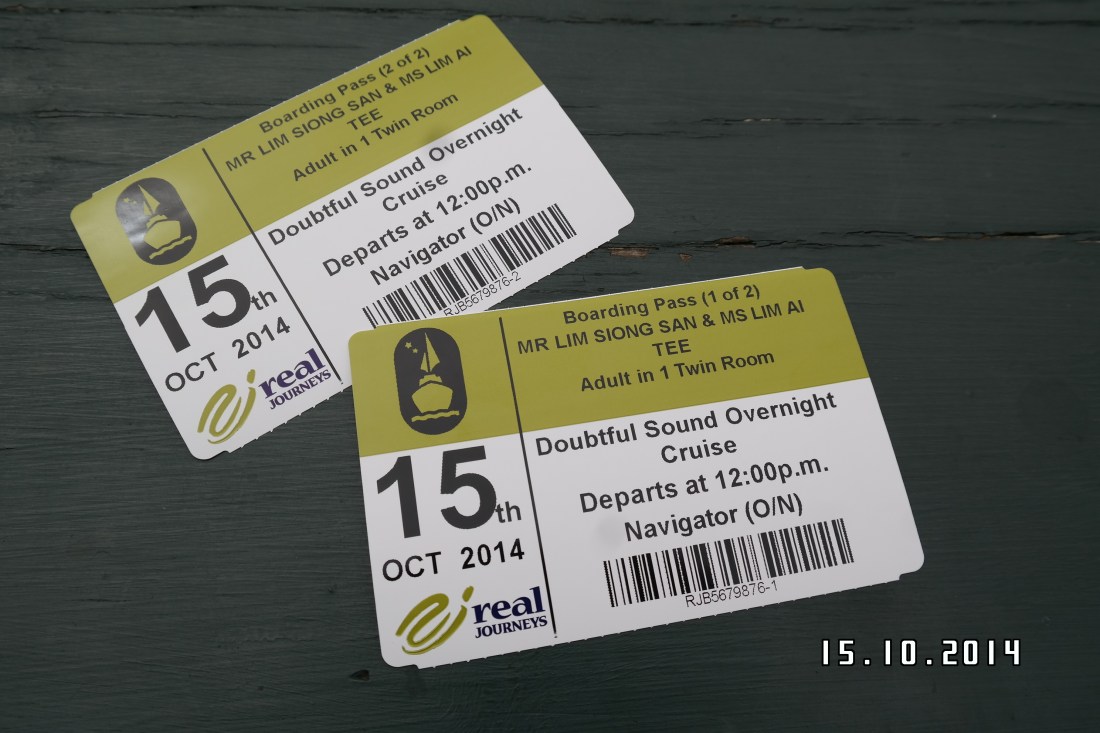 Boarding Pass (2 of 2)
MR LIM SIONG SAN & MS LIM AI
TEE
Adult in 1 Twin Room
Doubtful Sound Overnight
Cruise
Departs at 12:00p.m.
Navigator (O/N)
RJB5679876-2
15th
OCT 2014
real
JOURNEYS
Boarding Pass (1 of 2)
MR LIM SIONG SAN & MS LIM AI
TEE
Adult in 1 Twin Room
Doubtful Sound Overnight
Cruise
Departs at 12:00p.m.
Navigator (O/N)
RJB5679876-1
15th
OCT 2014
real
JOURNEYS
15.10.2014